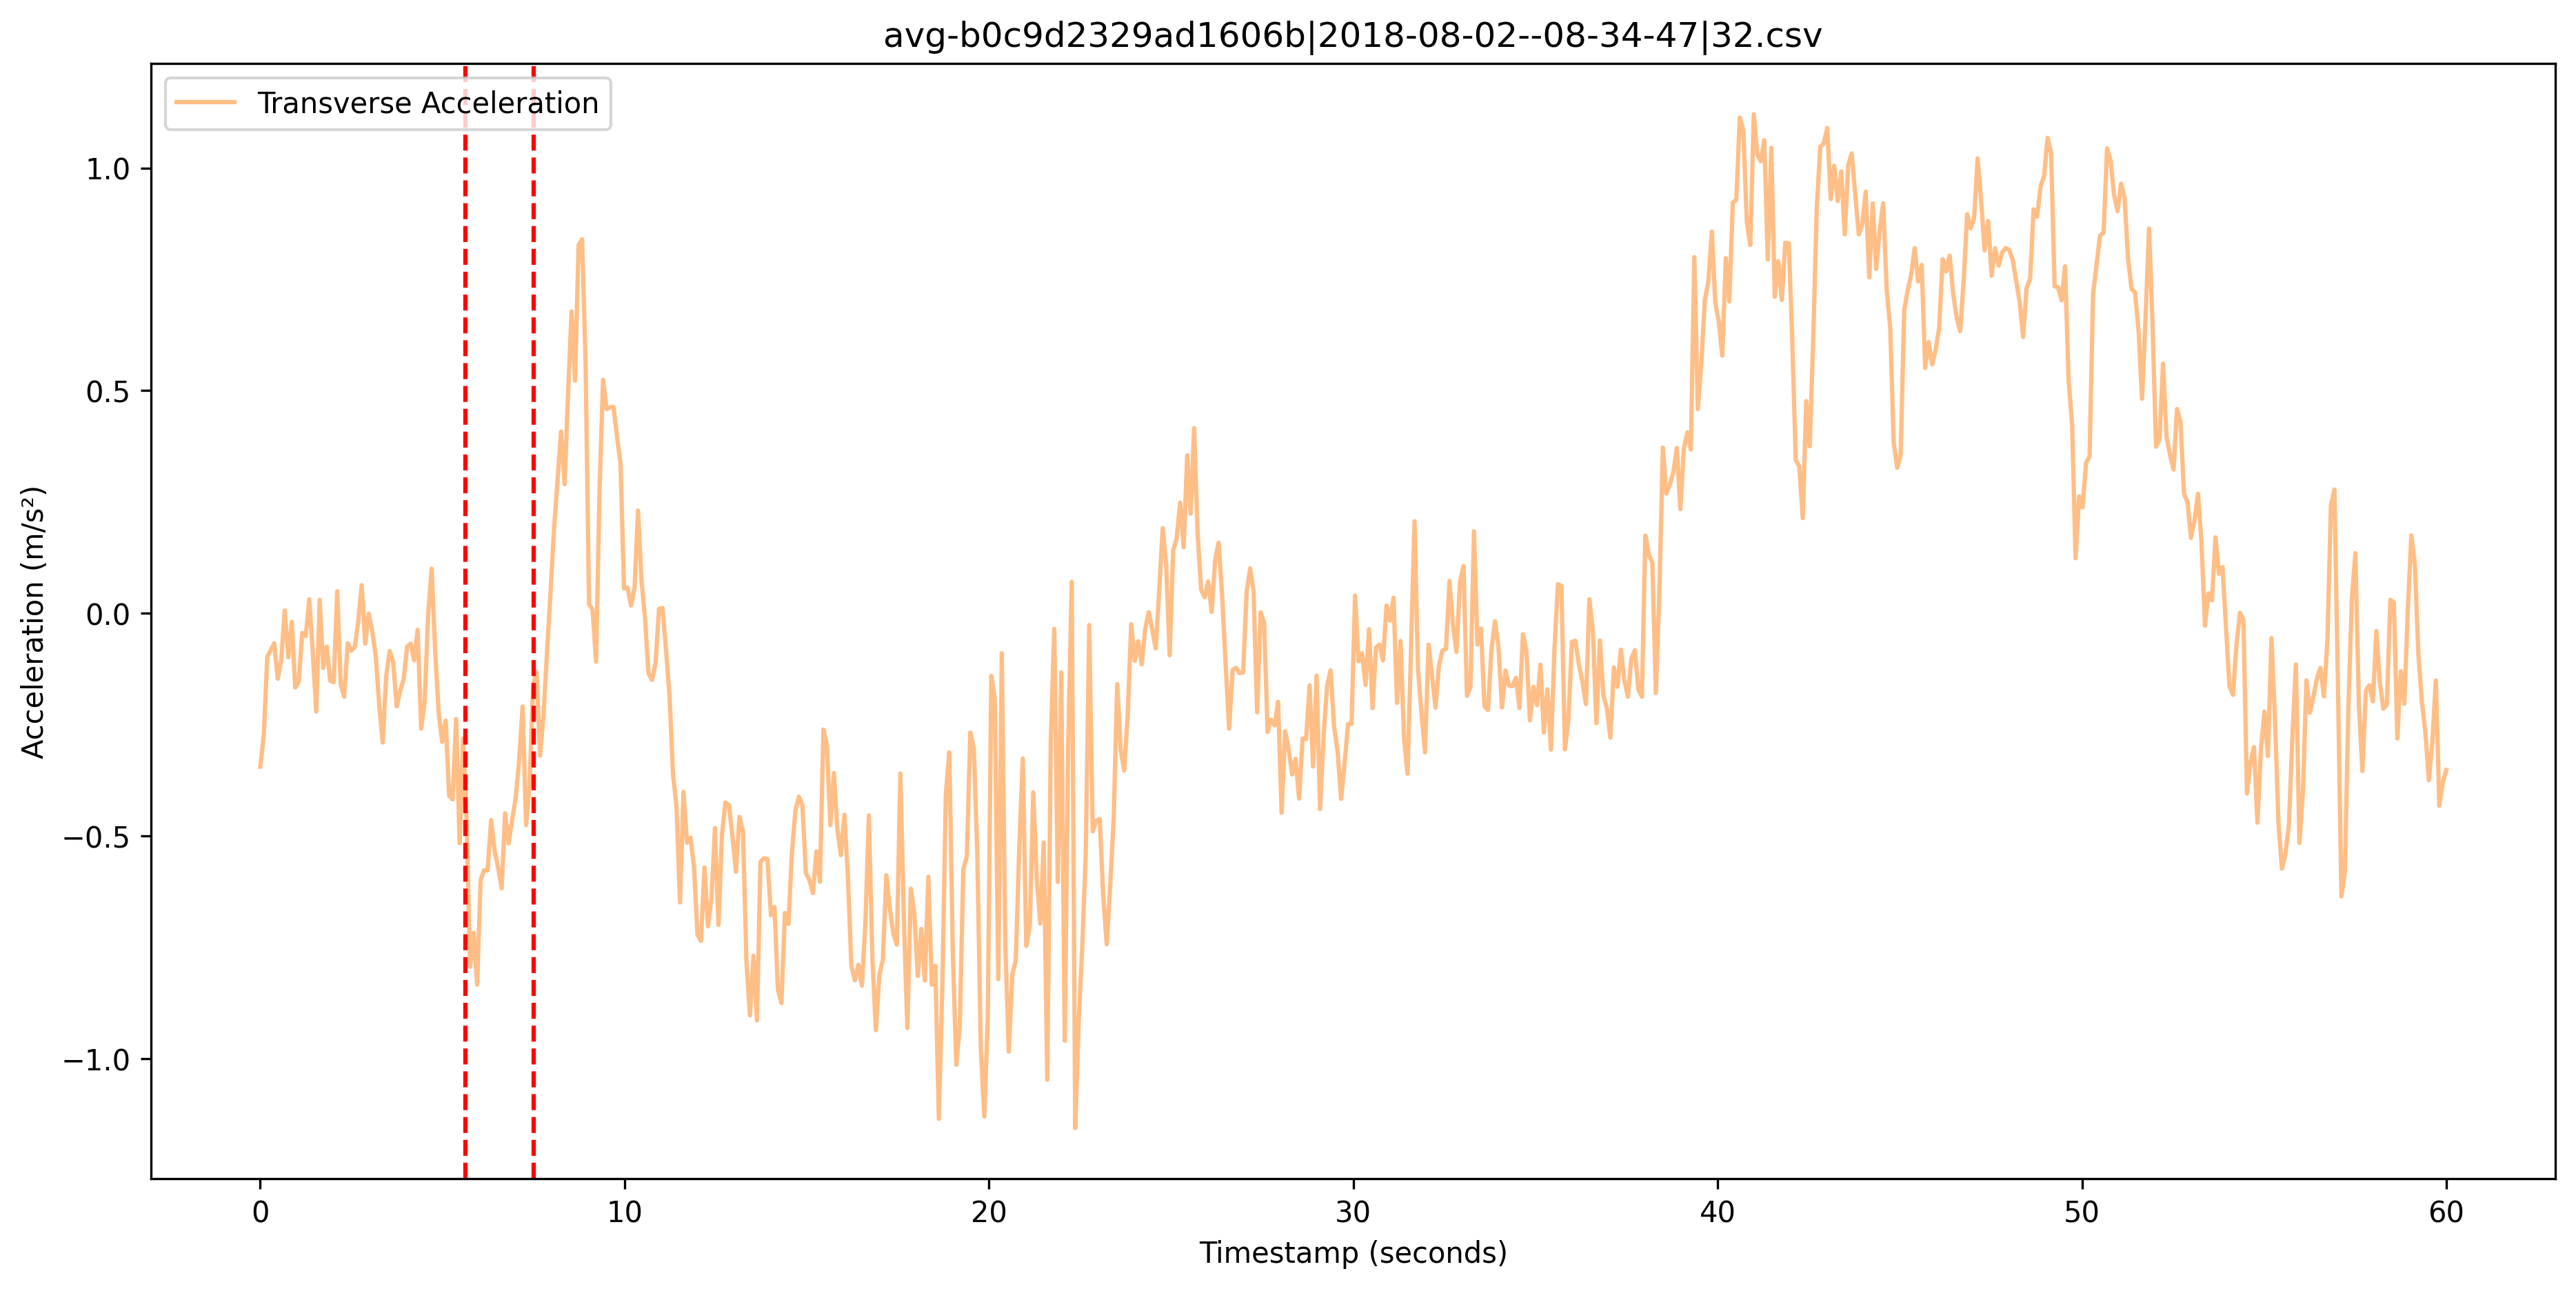 avg-b0c9d2329ad1606b|2018-08-02--08-34-47|32.csv
Transverse Acceleration
1.0
0.5
0.0
−0.5
−1.0
Acceleration (m/s²)
0 10 20 30 40 50 60
Timestamp (seconds)